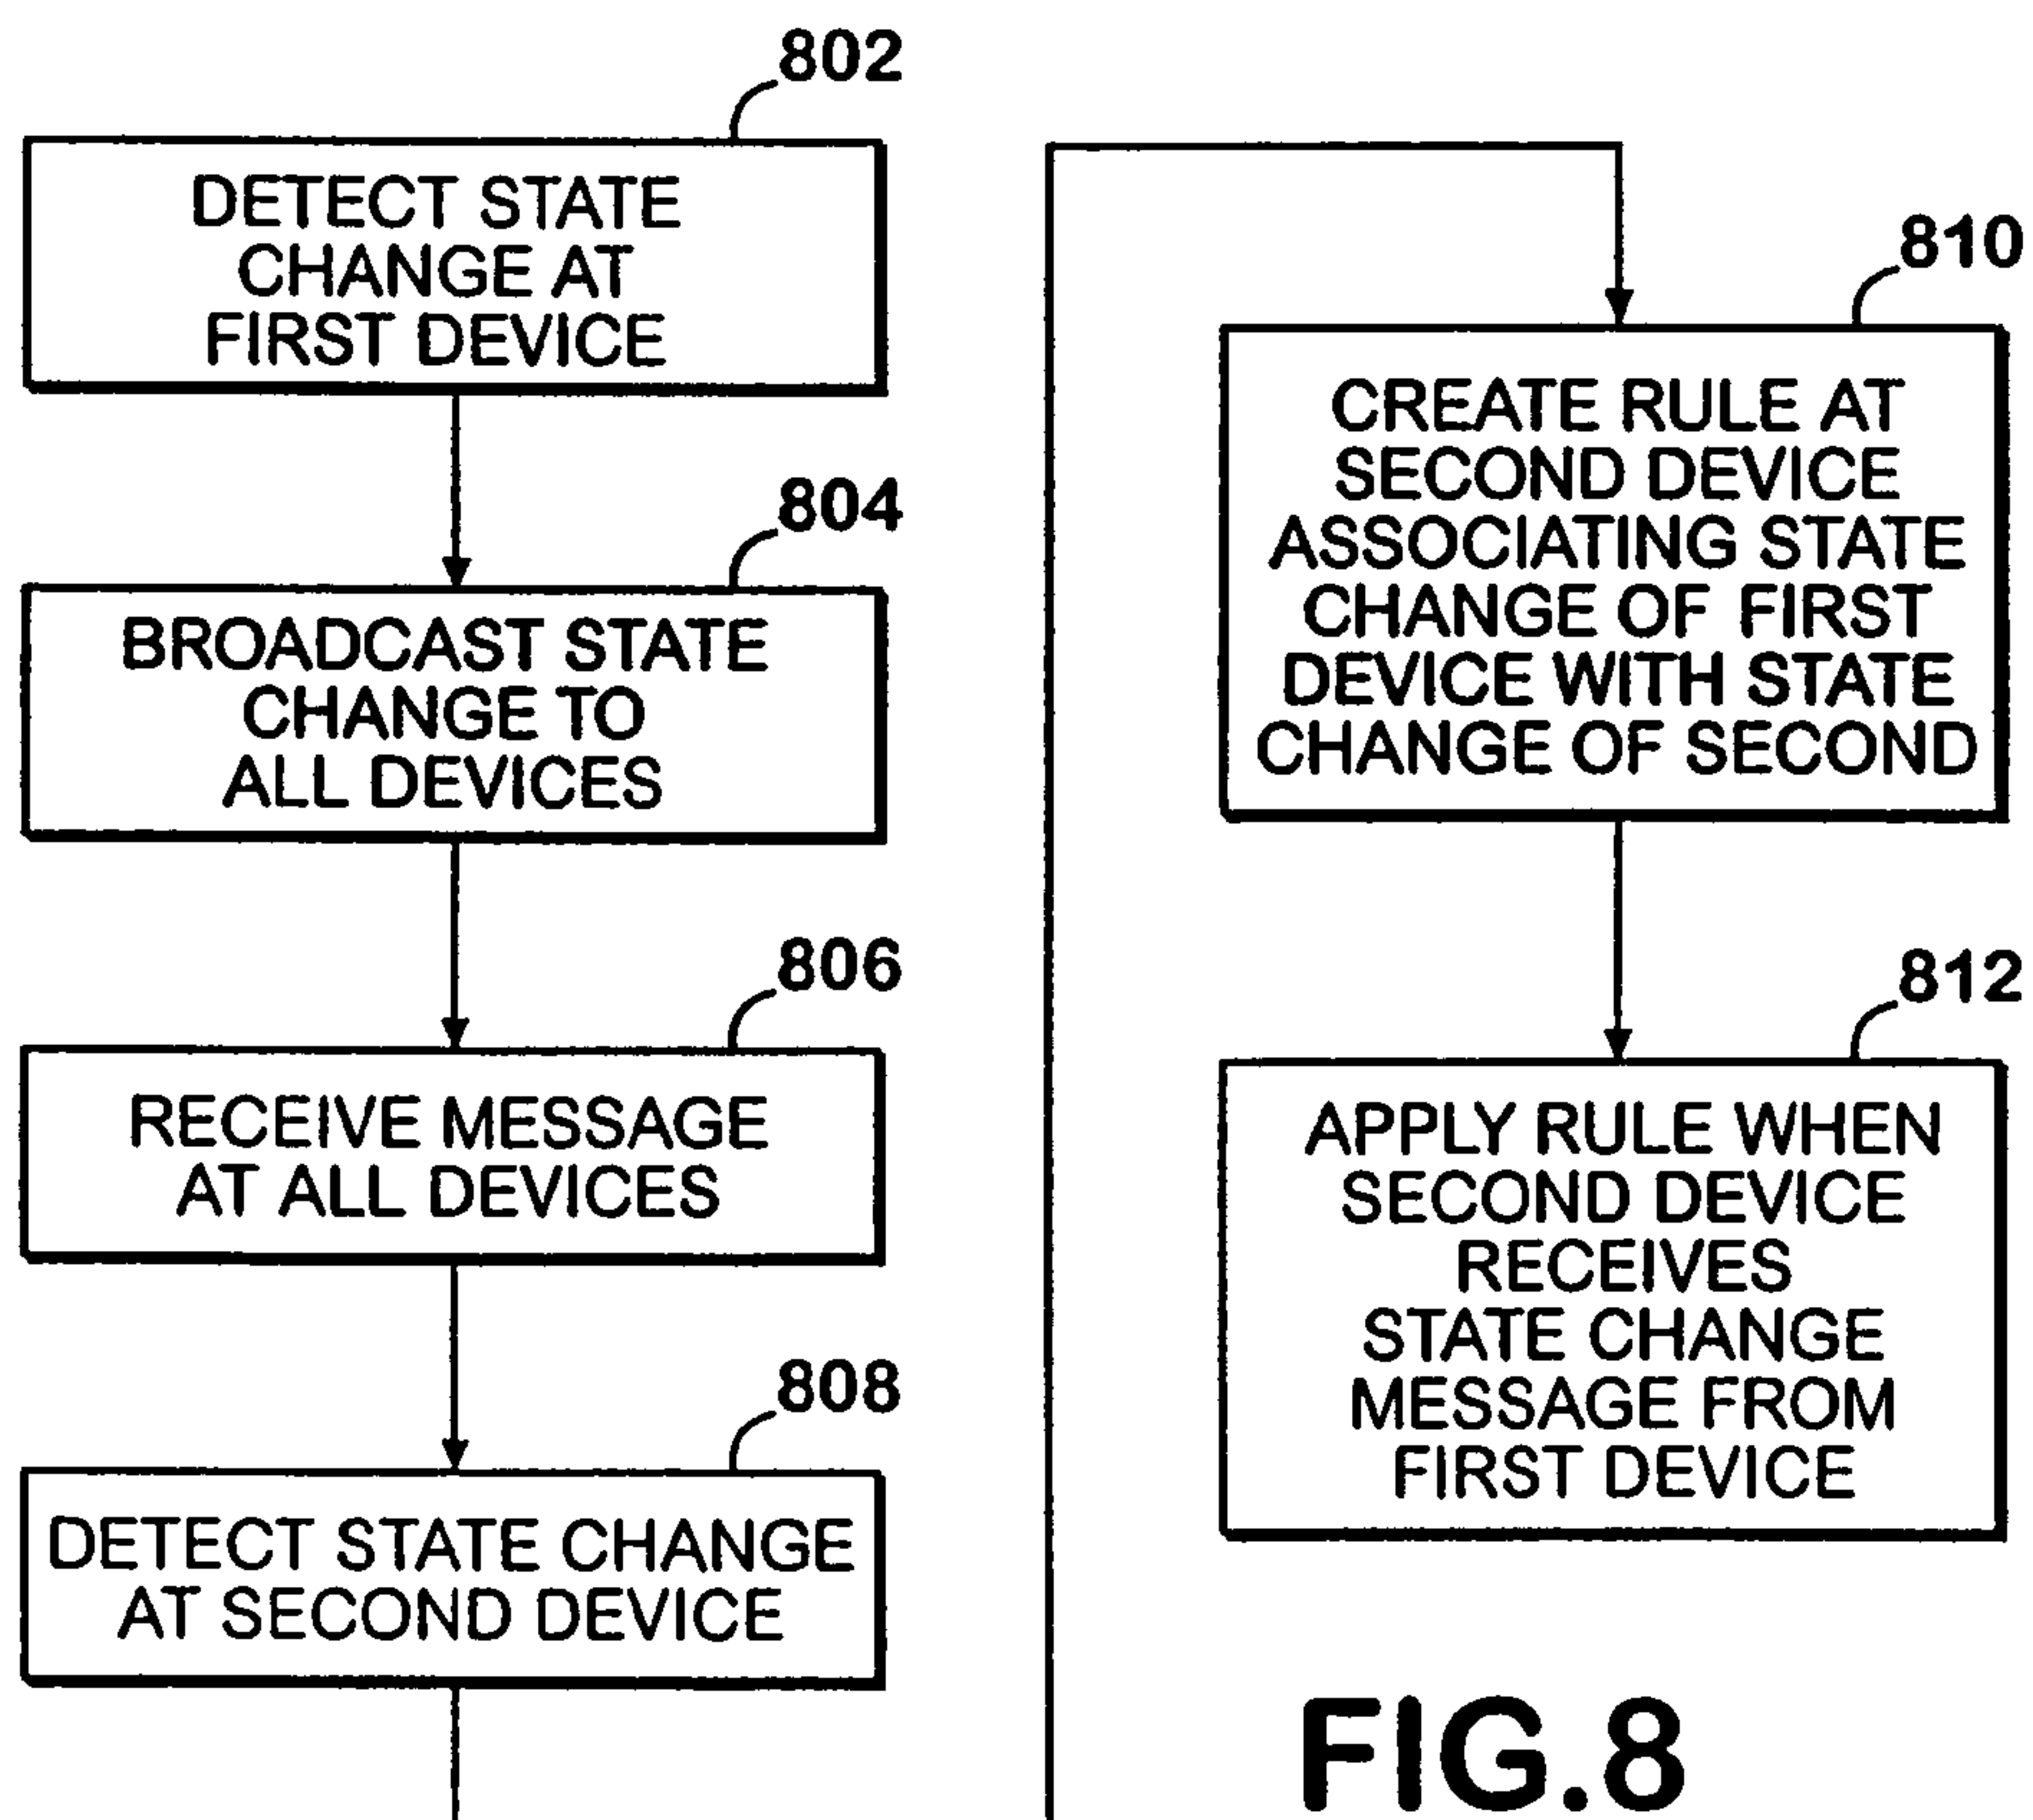 802
DETECT STATE
CHANGE AT
FIRST DEVICE
804
BROADCAST STATE
CHANGE TO
ALL DEVICES
806
RECEIVE MESSAGE
AT ALL DEVICES
808
DETECT STATE CHANGE
AT SECOND DEVICE
810
CREATE RULE AT
SECOND DEVICE
ASSOCIATING STATE
CHANGE OF FIRST
DEVICE WITH STATE
CHANGE OF SECOND
812
APPLY RULE WHEN
SECOND DEVICE
RECEIVES
STATE CHANGE
MESSAGE FROM
FIRST DEVICE
FIG.8